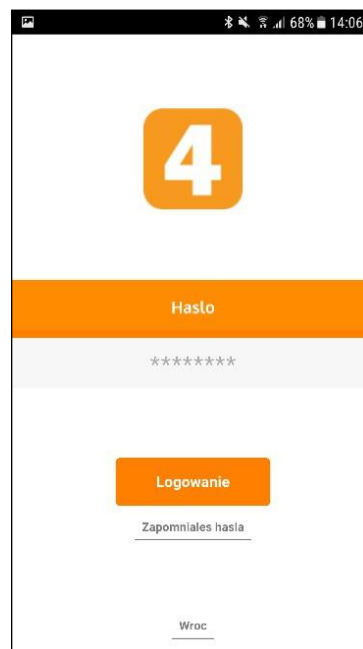 68% 14:06
4
Haslo
********
Logowanie
Zapomniales hasla
Wroc